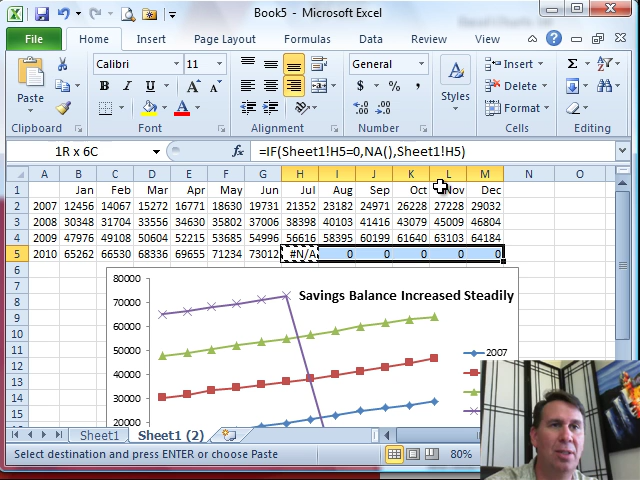 Book5 - Microsoft Excel
File Home Insert Page Layout Formulas Data Review View
Paste
Calibri 11
B I U
General
$ % ,
Styles
Insert
Delete
Format
Clipboard Font Alignment Number Cells Editing
1R x 6C fx =IF(Sheet1!H5=0,NA(),Sheet1!H5)
A B C D E F G H I J K L M N O
1 Jan Feb Mar Apr May Jun Jul Aug Sep Oct Nov Dec
2 2007 12456 14067 15272 16771 18630 19731 21352 23182 24971 26228 27228 29032
3 2008 30348 31704 33556 34630 35802 37006 38398 40103 41416 43079 45009 46804
4 2009 47976 49108 50604 52215 53685 54996 56616 58395 60199 61640 63103 64184
5 2010 65262 66530 68336 69655 71234 73012 #N/A 0 0 0 0 0
6
7
8
9
10
11
12
13
14
80000
70000
60000
50000
40000
30000
20000
Savings Balance Increased Steadily
2007
Sheet1 Sheet1 (2)
Select destination and press ENTER or choose Paste 80%